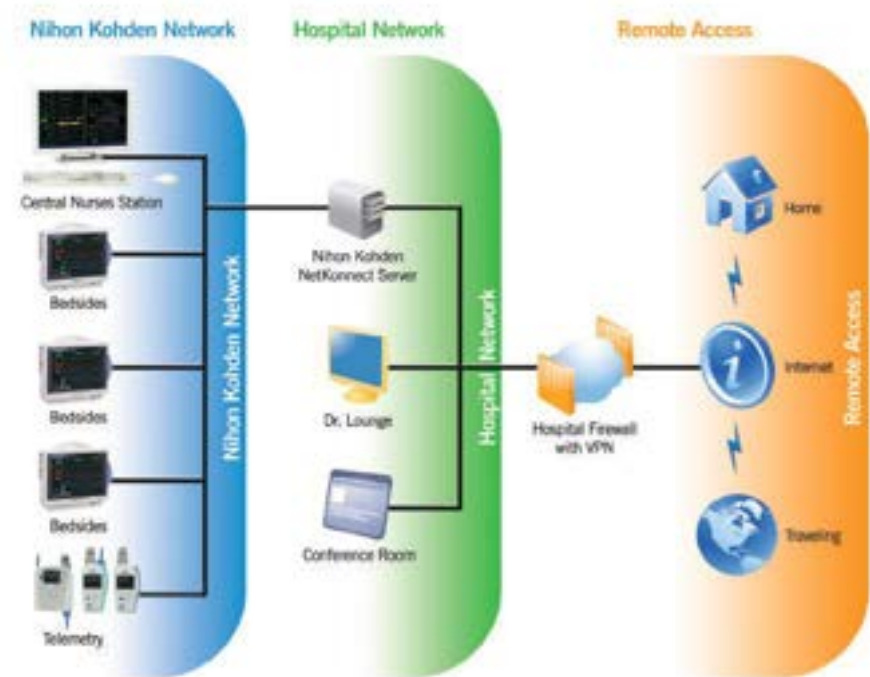 Nihon Kohden Network
Hospital Network
Remote Access
Central Nurses Station
Bedsides
Bedsides
Bedsides
Telemetry
Nihon Kohden Network
Nihon Kohden
NetKonnect Server
Dr. Lounge
Conference Room
Hospital Network
Hospital Firewall
with VPN
Home
Internet
Traveling
Remote Access